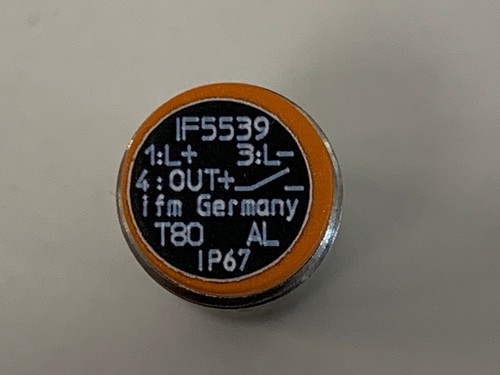 IF5539
1:L+ 3:L-
4:OUT+
ifm Germany
T80 AL
IP67